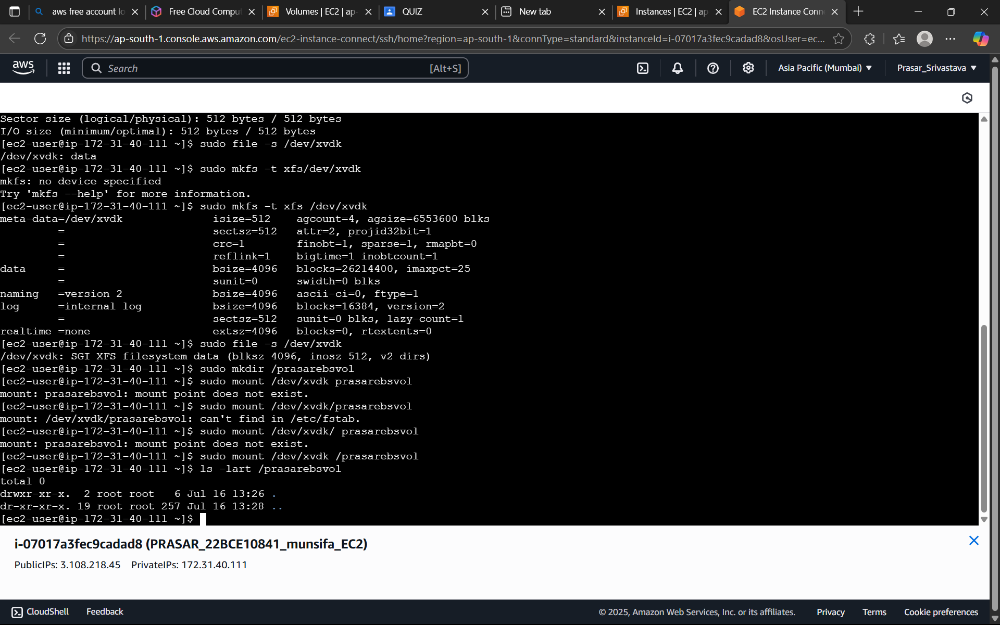 aws free account lo
Free Cloud Comput
Volumes | EC2 | ap-
QUIZ
New tab
Instances | EC2 | ap
EC2 Instance Conn
https://ap-south-1.console.aws.amazon.com/ec2-instance-connect/ssh/home?region=ap-south-1&connType=standard&instanceId=i-07017a3fec9cadad8&osUser=ec...
aws
Search
[Alt+S]
Asia Pacific (Mumbai)
Prasar_Srivastava
Sector size (logical/physical): 512 bytes / 512 bytes
I/O size (minimum/optimal): 512 bytes / 512 bytes
[ec2-user@ip-172-31-40-111 ~]$ sudo file -s /dev/xvdk
/dev/xvdk: data
[ec2-user@ip-172-31-40-111 ~]$ sudo mkfs -t xfs/dev/xvdk
mkfs: no device specified
Try 'mkfs --help' for more information.
[ec2-user@ip-172-31-40-111 ~]$ sudo mkfs -t xfs /dev/xvdk
meta-data=/dev/xvdk              isize=512    agcount=4, agsize=6553600 blks
         =                       sectsz=512   attr=2, projid32bit=1
         =                       crc=1        finobt=1, sparse=1, rmapbt=0
         =                       reflink=1    bigtime=1 inobtcount=1
data     =                       bsize=4096   blocks=26214400, imaxpct=25
         =                       sunit=0      swidth=0 blks
naming   =version 2              bsize=4096   ascii-ci=0, ftype=1
log      =internal log           bsize=4096   blocks=16384, version=2
         =                       sectsz=512   sunit=0 blks, lazy-count=1
realtime =none                   extsz=4096   blocks=0, rtextents=0
[ec2-user@ip-172-31-40-111 ~]$ sudo file -s /dev/xvdk
/dev/xvdk: SGI XFS filesystem data (blksz 4096, inosz 512, v2 dirs)
[ec2-user@ip-172-31-40-111 ~]$ sudo mkdir /prasarebsvol
[ec2-user@ip-172-31-40-111 ~]$ sudo mount /dev/xvdk prasarebsvol
mount: prasarebsvol: mount point does not exist.
[ec2-user@ip-172-31-40-111 ~]$ sudo mount /dev/xvdk/prasarebsvol
mount: /dev/xvdk/prasarebsvol: can't find in /etc/fstab.
[ec2-user@ip-172-31-40-111 ~]$ sudo mount /dev/xvdk/ prasarebsvol
mount: prasarebsvol: mount point does not exist.
[ec2-user@ip-172-31-40-111 ~]$ sudo mount /dev/xvdk /prasarebsvol
[ec2-user@ip-172-31-40-111 ~]$ ls -lart /prasarebsvol
total 0
drwxr-xr-x.  2 root root   6 Jul 16 13:26 .
dr-xr-xr-x. 19 root root 257 Jul 16 13:28 ..
[ec2-user@ip-172-31-40-111 ~]$
i-07017a3fec9cadad8 (PRASAR_22BCE10841_munsifa_EC2)
PublicIPs: 3.108.218.45   PrivateIPs: 172.31.40.111
CloudShell
Feedback
© 2025, Amazon Web Services, Inc. or its affiliates.
Privacy
Terms
Cookie preferences